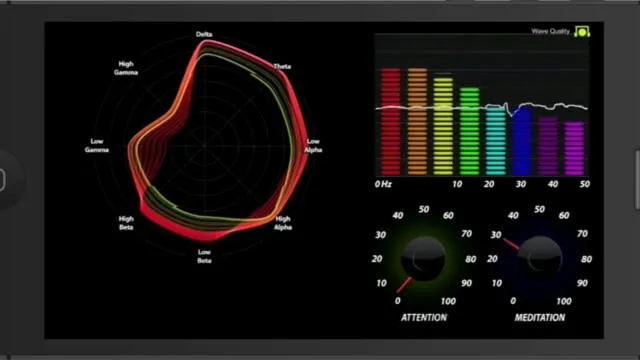 Wave Quality
Delta
Theta
Low
Alpha
High
Alpha
Low
Beta
High
Beta
Low
Gamma
High
Gamma
0 Hz 10 20 30 40 50
0 10 20 30 40 50 60 70 80 90 100
ATTENTION
0 10 20 30 40 50 60 70 80 90 100
MEDITATION